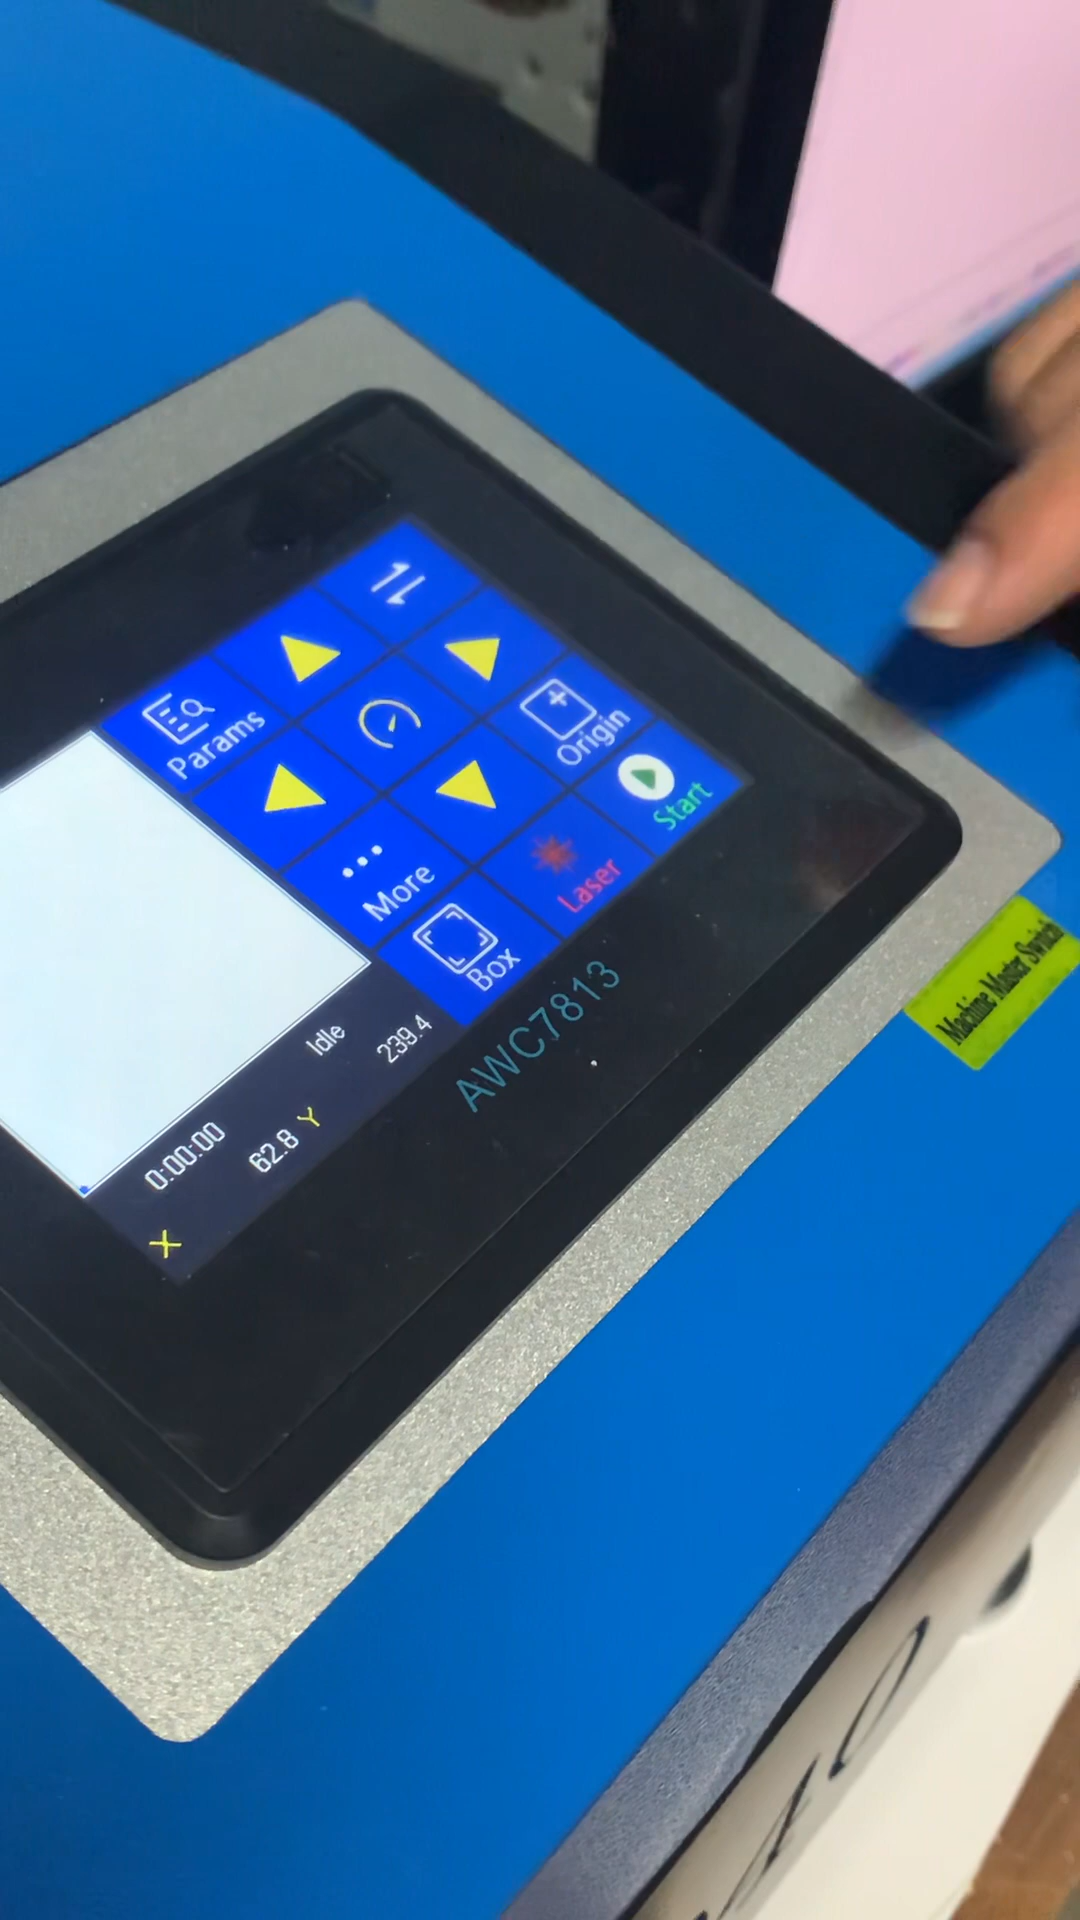 Params
Origin
Start
More
Laser
Box
Idle
0:00:00
239.4
X 62.8 Y
AWC7813
Machine Master Switch